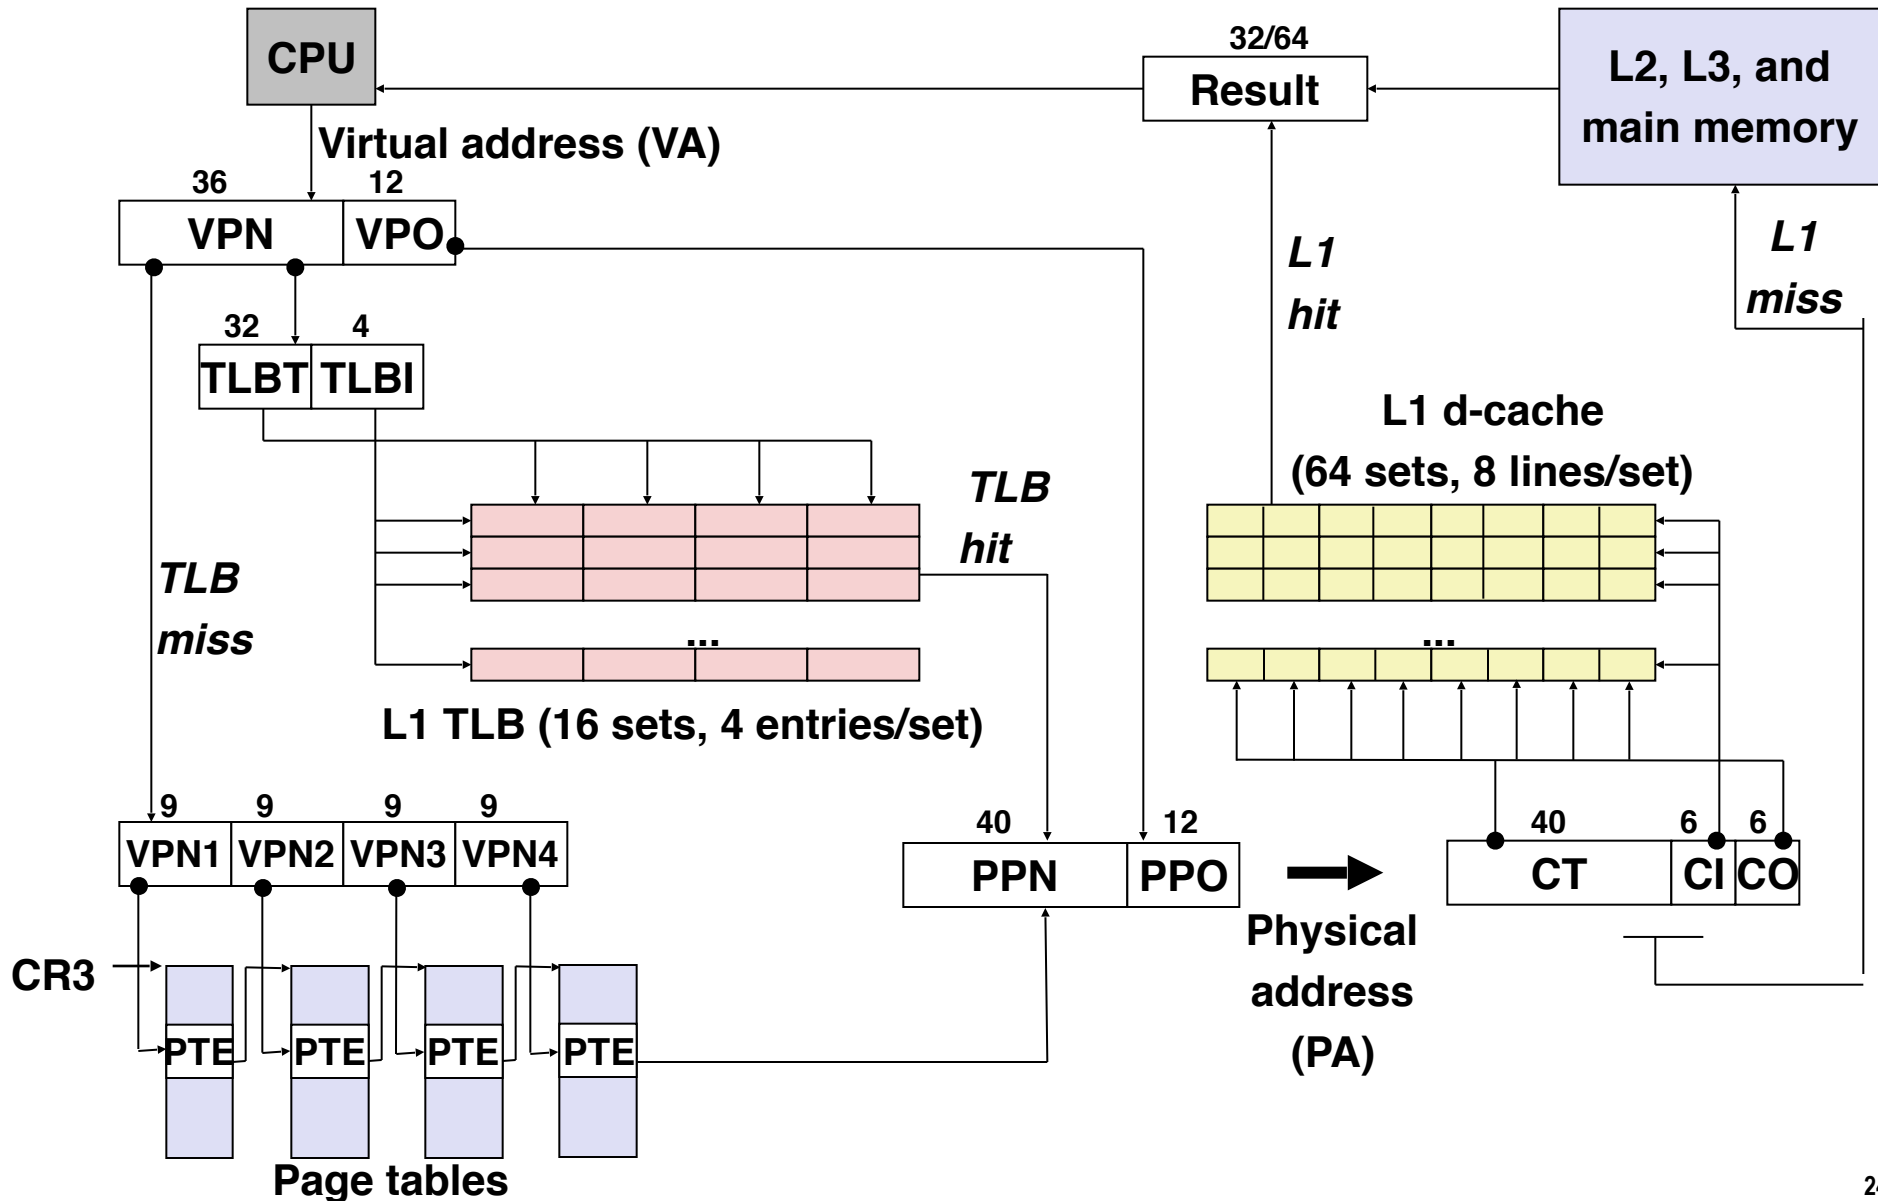 CPU
32/64
Result
L2, L3, and
main memory
Virtual address (VA)
36 12
VPN VPO
L1
hit
L1
miss
32 4
TLBT TLBI
L1 d-cache
(64 sets, 8 lines/set)
TLB
hit
TLB
miss
...
...
L1 TLB (16 sets, 4 entries/set)
9 9 9 9
VPN1 VPN2 VPN3 VPN4
40 12
PPN PPO
40 6 6
CT CI CO
Physical
address
(PA)
CR3
PTE PTE PTE PTE
Page tables